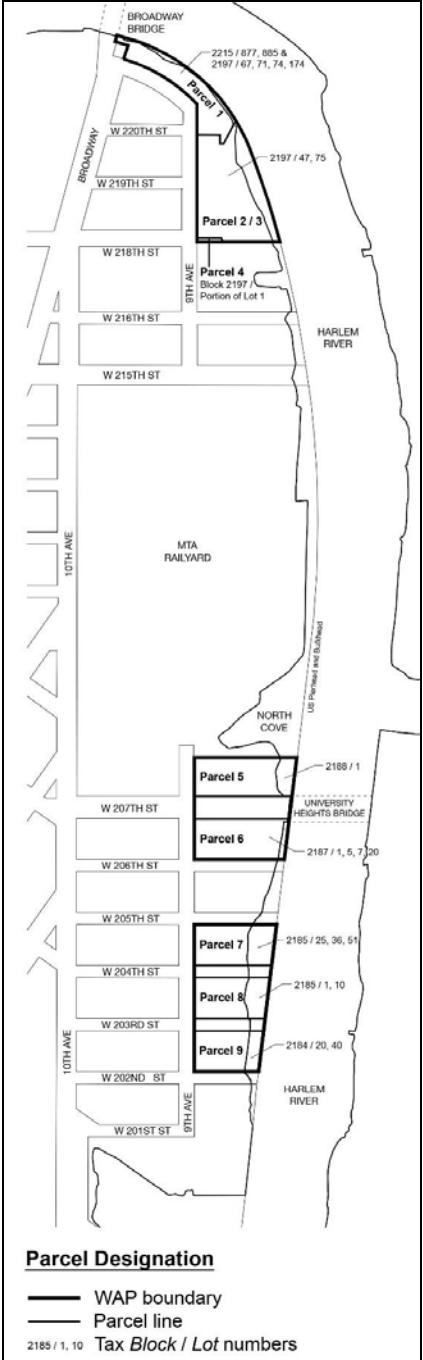 BROADWAY
BRIDGE
2215 / 877, 885 &
2197 / 67, 71, 74, 174
Parcel 1
W 220TH ST
BROADWAY
2197 / 47, 75
W 219TH ST
Parcel 2 / 3
W 218TH ST
9TH AVE
Parcel 4
Block 2197 /
Portion of Lot 1
W 216TH ST
HARLEM
RIVER
W 215TH ST
10TH AVE
MTA
RAILYARD
US Pierhead and Bulkhead
NORTH
COVE
Parcel 5
2188 / 1
W 207TH ST
UNIVERSITY
HEIGHTS BRIDGE
Parcel 6
2187 / 1, 5, 7, 20
W 206TH ST
W 205TH ST
Parcel 7
2185 / 25, 36, 51
W 204TH ST
Parcel 8
2185 / 1, 10
W 203RD ST
10TH AVE
Parcel 9
2184 / 20, 40
W 202ND ST
9TH AVE
HARLEM
RIVER
W 201ST ST
Parcel Designation
WAP boundary
Parcel line
2185 / 1, 10 Tax Block / Lot numbers